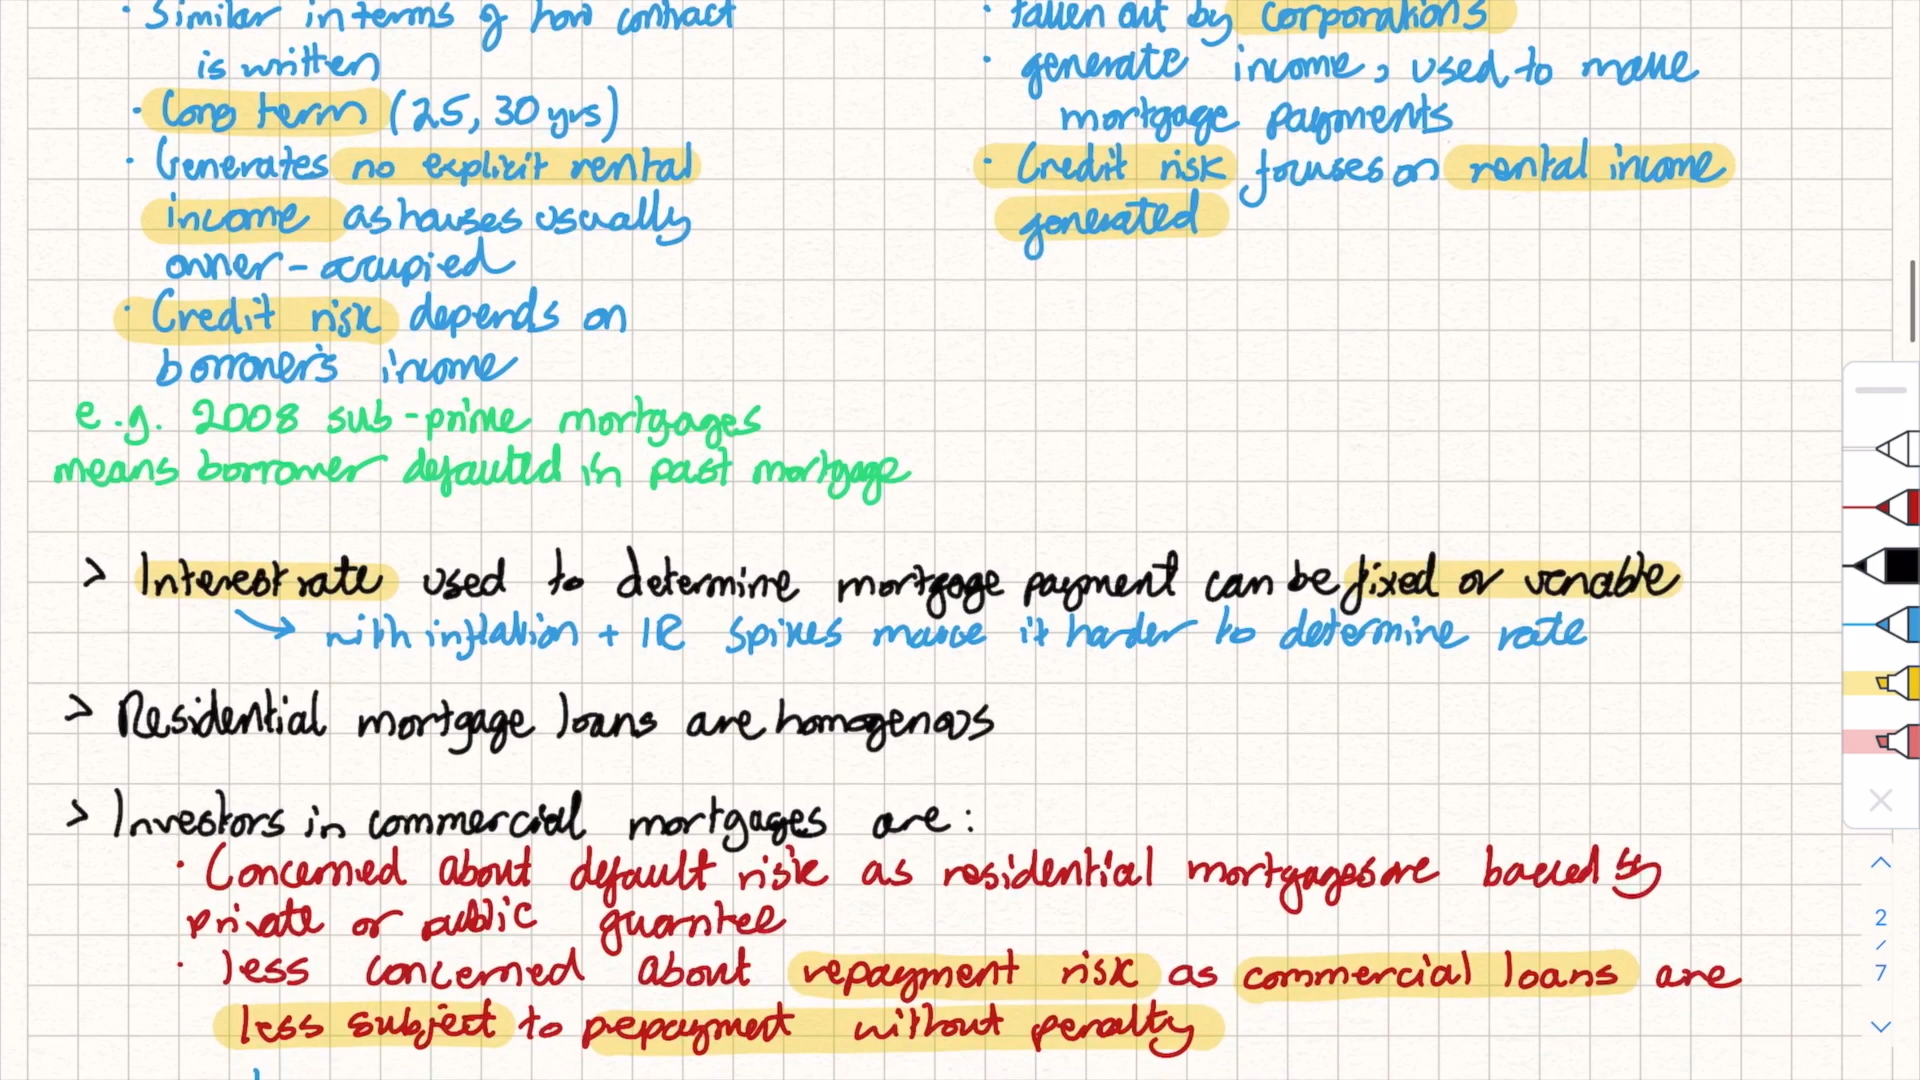 · Similar in terms of how contract
is written
· Long term (25, 30 yrs)
· Generates no explicit rental
income as houses usually
owner-occupied
· Credit risk depends on
borrower's income
e.g. 2008 sub-prime mortgages
means borrower defaulted in past mortgage
· taken out by corporations
· generate income, used to make
mortgage payments
· Credit risk focuses on rental income
generated
> Interest rate used to determine mortgage payment can be fixed or variable
with inflation + IR spikes make it harder to determine rate
> Residential mortgage loans are homogenous
> Investors in commercial mortgages are:
· Concerned about default risk as residential mortgages are backed by
private or public guarntee
· less concerned about repayment risk as commercial loans are
less subject to prepayment without penalty
2
/
7